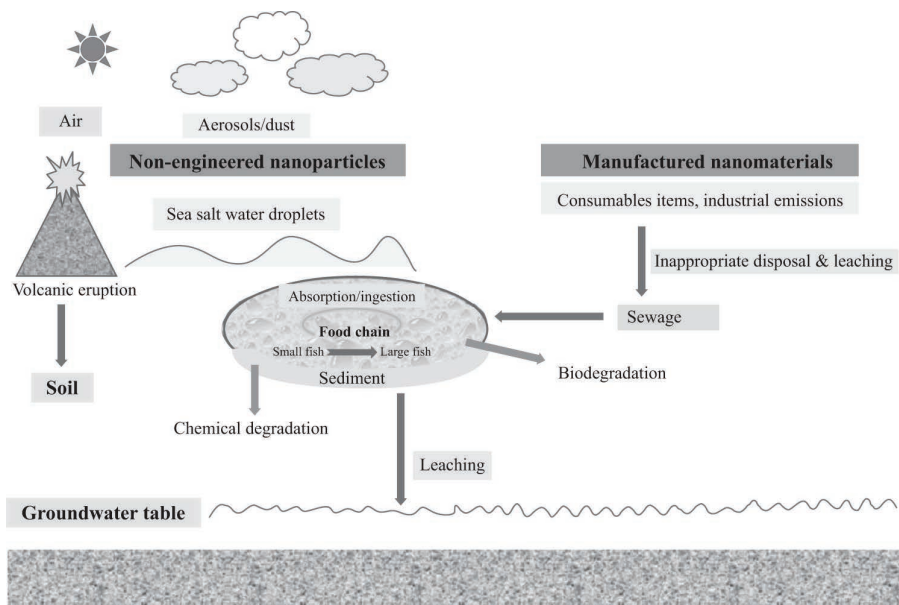 Air
Aerosols/dust
Non-engineered nanoparticles
Manufactured nanomaterials
Consumables items, industrial emissions
Sea salt water droplets
Inappropriate disposal & leaching
Volcanic eruption
Absorption/ingestion
Sewage
Food chain
Small fish
Large fish
Sediment
Biodegradation
Soil
Chemical degradation
Leaching
Groundwater table